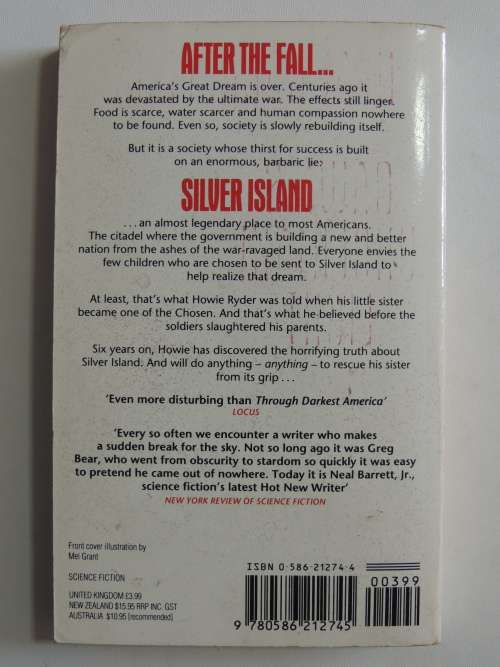 AFTER THE FALL...
America's Great Dream is over. Centuries ago it
was devastated by the ultimate war. The effects still linger.
Food is scarce, water scarcer and human compassion nowhere
to be found. Even so, society is slowly rebuilding itself.
But it is a society whose thirst for success is built
on an enormous, barbaric lie:
SILVER ISLAND
...an almost legendary place to most Americans.
The citadel where the government is building a new and better
nation from the ashes of the war-ravaged land. Everyone envies the
few children who are chosen to be sent to Silver Island to
help realize that dream.
At least, that's what Howie Ryder was told when his little sister
became one of the Chosen. And that's what he believed before the
soldiers slaughtered his parents.
Six years on, Howie has discovered the horrifying truth about
Silver Island. And will do anything – anything – to rescue his sister
from its grip...
'Even more disturbing than Through Darkest America'
LOCUS
'Every so often we encounter a writer who makes
a sudden break for the sky. Not so long ago it was Greg
Bear, who went from obscurity to stardom so quickly it was easy
to pretend he came out of nowhere. Today it is Neal Barrett, Jr.,
science fiction's latest Hot New Writer'
NEW YORK REVIEW OF SCIENCE FICTION
Front cover illustration by
Mel Grant
SCIENCE FICTION
UNITED KINGDOM £3.99
NEW ZEALAND $15.95 RRP INC. GST
AUSTRALIA $10.95 (recommended)
ISBN 0-586-21274-4
00399
9 780586 212745